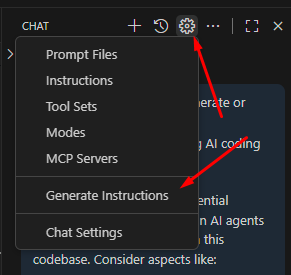 CHAT
Prompt Files
Instructions
Tool Sets
Modes
MCP Servers
Generate Instructions
Chat Settings
nerate or
g AI coding
ential
n AI agents
n this
codebase. Consider aspects like: